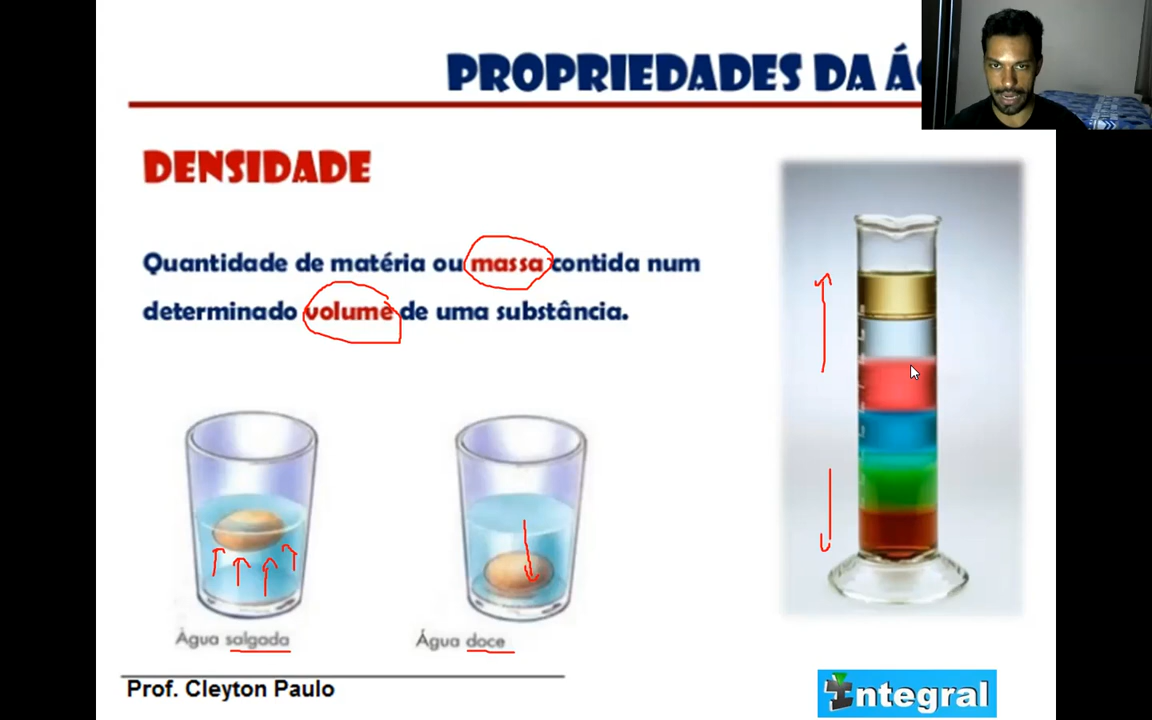 PROPRIEDADES DA ÁG
DENSIDADE
Quantidade de matéria ou massa contida num
determinado volume de uma substância.
Água salgada
Água doce
Prof. Cleyton Paulo
Integral